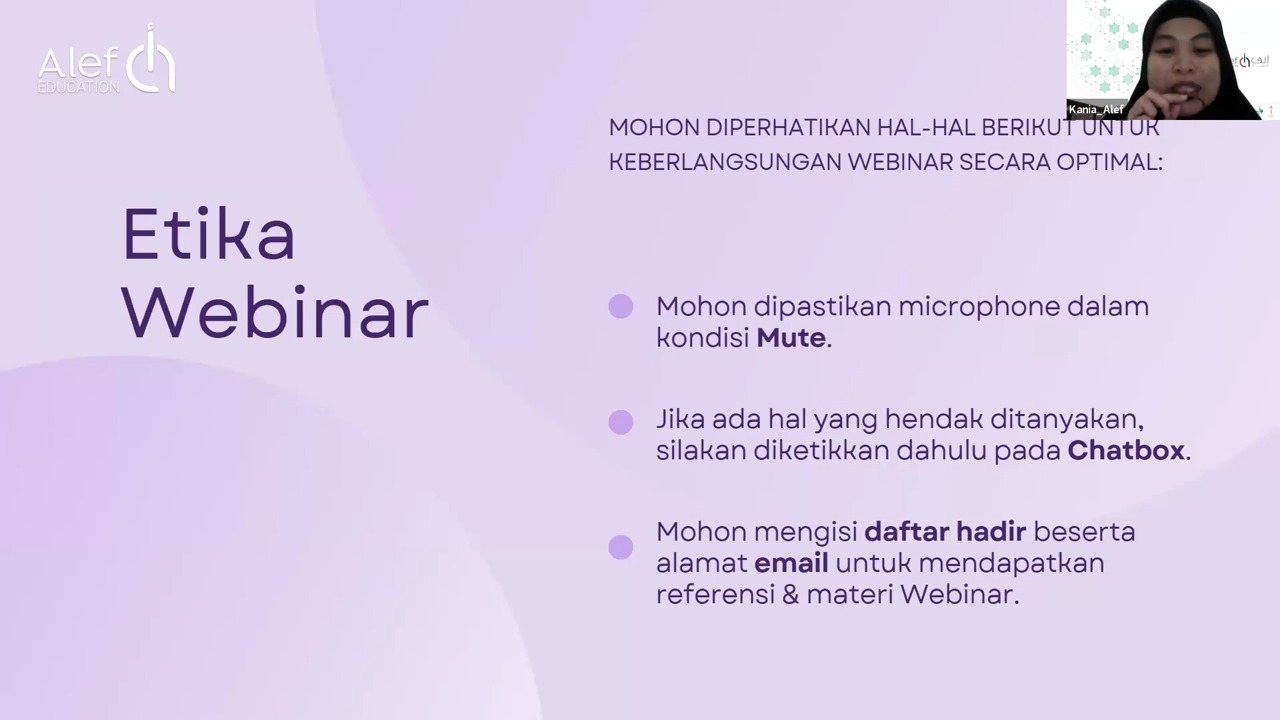 Alef
EDUCATION
Kania_Alef
MOHON DIPERHATIKAN HAL-HAL BERIKUT UNTUK
KEBERLANGSUNGAN WEBINAR SECARA OPTIMAL:
Etika
Webinar
Mohon dipastikan microphone dalam
kondisi Mute.
Jika ada hal yang hendak ditanyakan,
silakan diketikkan dahulu pada Chatbox.
Mohon mengisi daftar hadir beserta
alamat email untuk mendapatkan
referensi & materi Webinar.